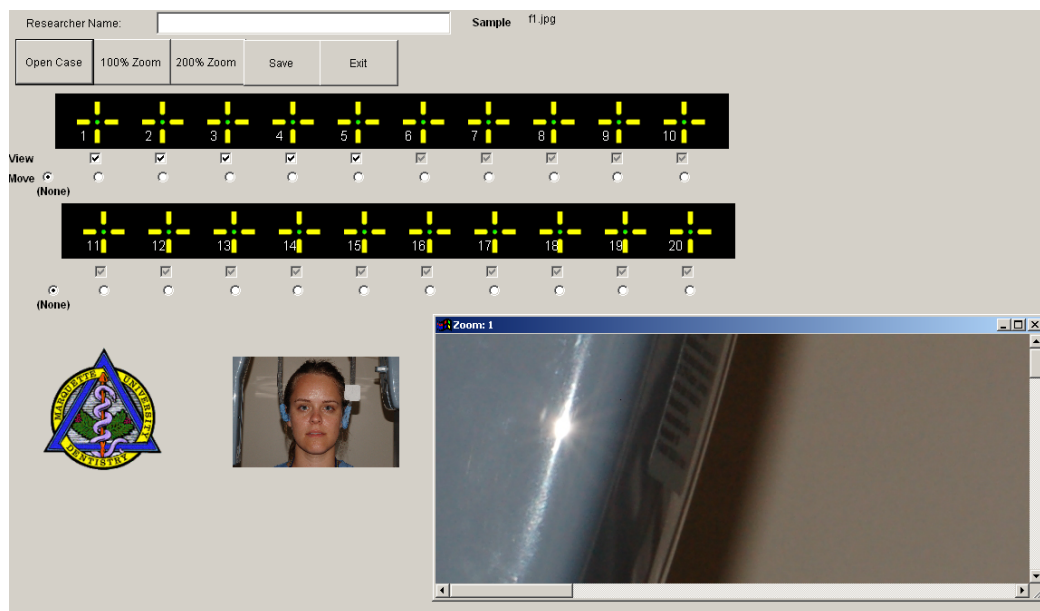 Researcher Name:
Sample f1.jpg
Open Case 100% Zoom 200% Zoom Save Exit
1 2 3 4 5 6 7 8 9 10
View
Move
(None)
11 12 13 14 15 16 17 18 19 20
(None)
Zoom: 1
MARQUETTE UNIVERSITY
DENTISTRY